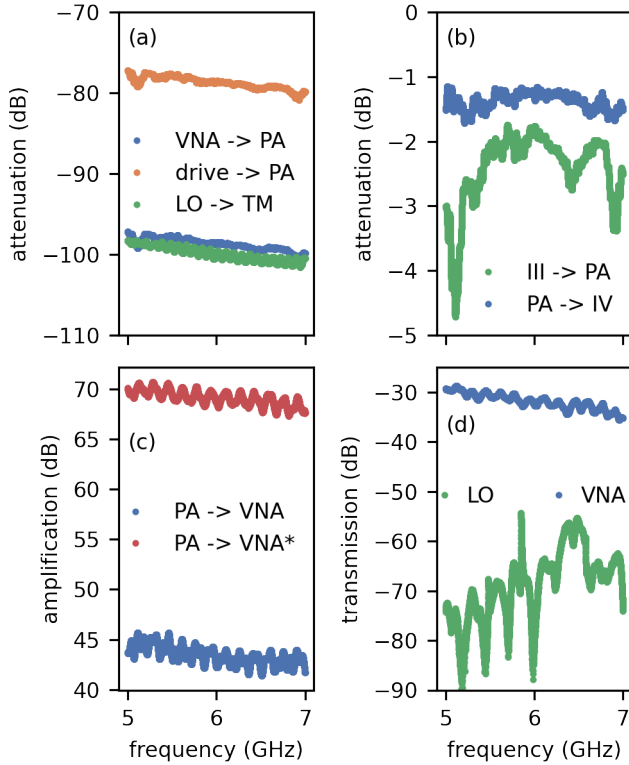 −70
−80
−90
−100
−110
attenuation (dB)
(a)
VNA -> PA
drive -> PA
LO -> TM
0
−1
−2
−3
−4
−5
attenuation (dB)
(b)
III -> PA
PA -> IV
70
65
60
55
50
45
40
amplification (dB)
(c)
PA -> VNA
PA -> VNA*
5
6
7
frequency (GHz)
−30
−40
−50
−60
−70
−80
−90
transmission (dB)
(d)
LO
VNA
5
6
7
frequency (GHz)